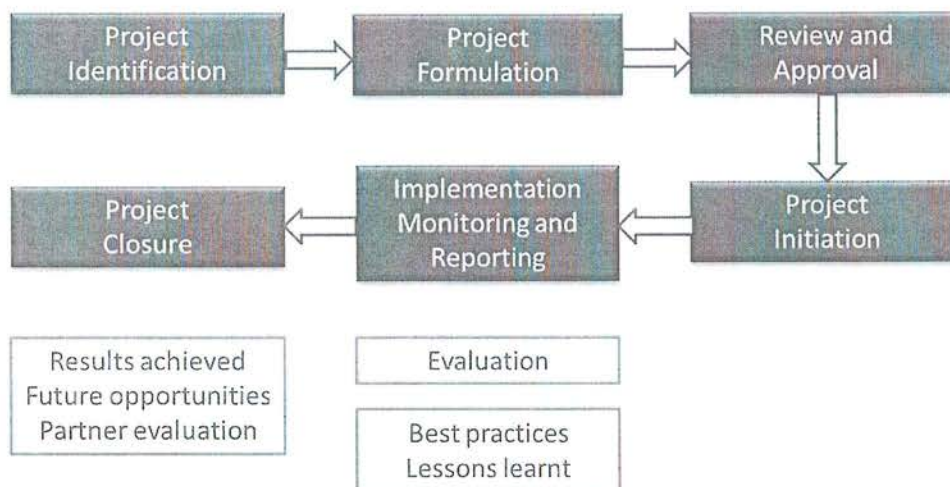 Project
Identification
Project
Formulation
Review and
Approval
Project
Initiation
Implementation
Monitoring and
Reporting
Project
Closure
Results achieved
Future opportunities
Partner evaluation
Evaluation
Best practices
Lessons learnt